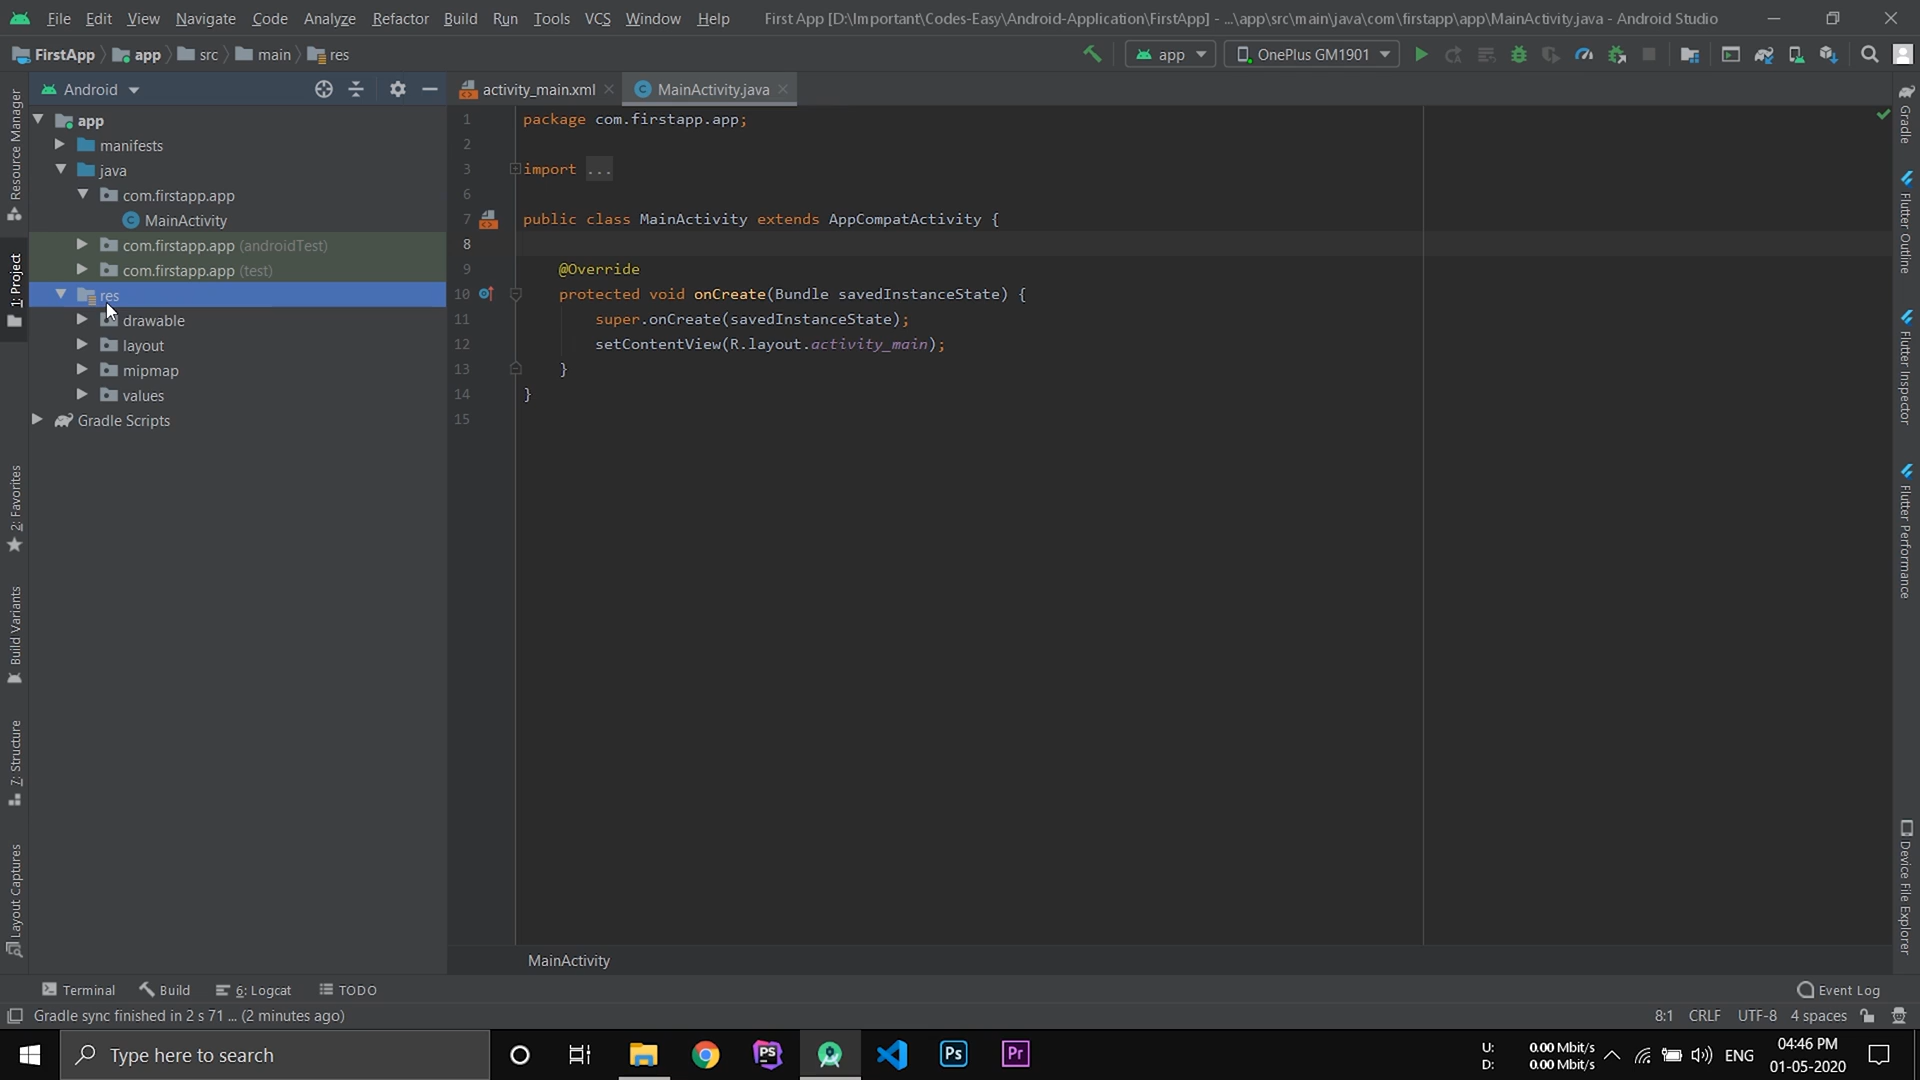 File Edit View Navigate Code Analyze Refactor Build Run Tools VCS Window Help First App [D:\Important\Codes-Easy\Android-Application\FirstApp] - ...\app\src\main\java\com\firstapp\app\MainActivity.java - Android Studio
FirstApp app src main res app OnePlus GM1901
Android
activity_main.xml MainActivity.java
app
manifests
java
com.firstapp.app
MainActivity
com.firstapp.app (androidTest)
com.firstapp.app (test)
res
drawable
layout
mipmap
values
Gradle Scripts
1 package com.firstapp.app;
2
3 import ...
6
7 public class MainActivity extends AppCompatActivity {
8
9 @Override
10 protected void onCreate(Bundle savedInstanceState) {
11 super.onCreate(savedInstanceState);
12 setContentView(R.layout.activity_main);
13 }
14 }
15
MainActivity
Resource Manager
1: Project
2: Favorites
Build Variants
7: Structure
Layout Captures
Gradle
Flutter Outline
Flutter Inspector
Flutter Performance
Device File Explorer
Terminal Build 6: Logcat TODO Event Log
Gradle sync finished in 2 s 71 ... (2 minutes ago) 8:1 CRLF UTF-8 4 spaces
Type here to search
PS
Ps
Pr
U: 0.00 Mbit/s
D: 0.00 Mbit/s
ENG
04:46 PM
01-05-2020